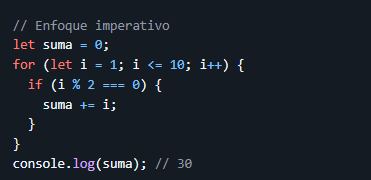 // Enfoque imperativo
let suma = 0;
for (let i = 1; i <= 10; i++) {
  if (i % 2 === 0) {
    suma += i;
  }
}
console.log(suma); // 30